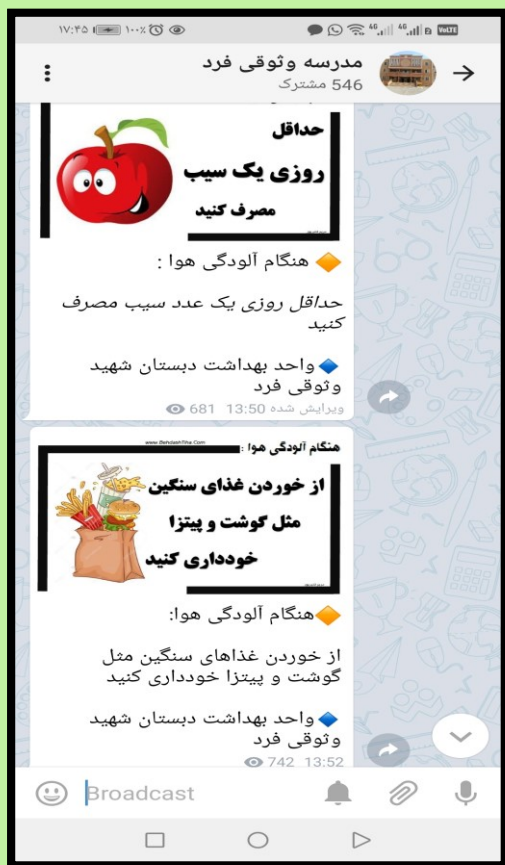 ۱۷:۴۵ ۱۰۰٪ 4G 4G VoLTE
مدرسه وثوقی فرد
546 مشترک
حداقل
روزی یک سیب
مصرف کنید
هنگام آلودگی هوا :
حداقل روزی یک عدد سیب مصرف
کنید
واحد بهداشت دبستان شهید
وثوقی فرد
ویرایش شده 13:50 681
هنگام آلودگی هوا :
www.BehdashtIha.Com
از خوردن غذای سنگین
مثل گوشت و پیتزا
خودداری کنید
هنگام آلودگی هوا:
از خوردن غذاهای سنگین مثل
گوشت و پیتزا خودداری کنید
واحد بهداشت دبستان شهید
وثوقی فرد
13:52 742
Broadcast